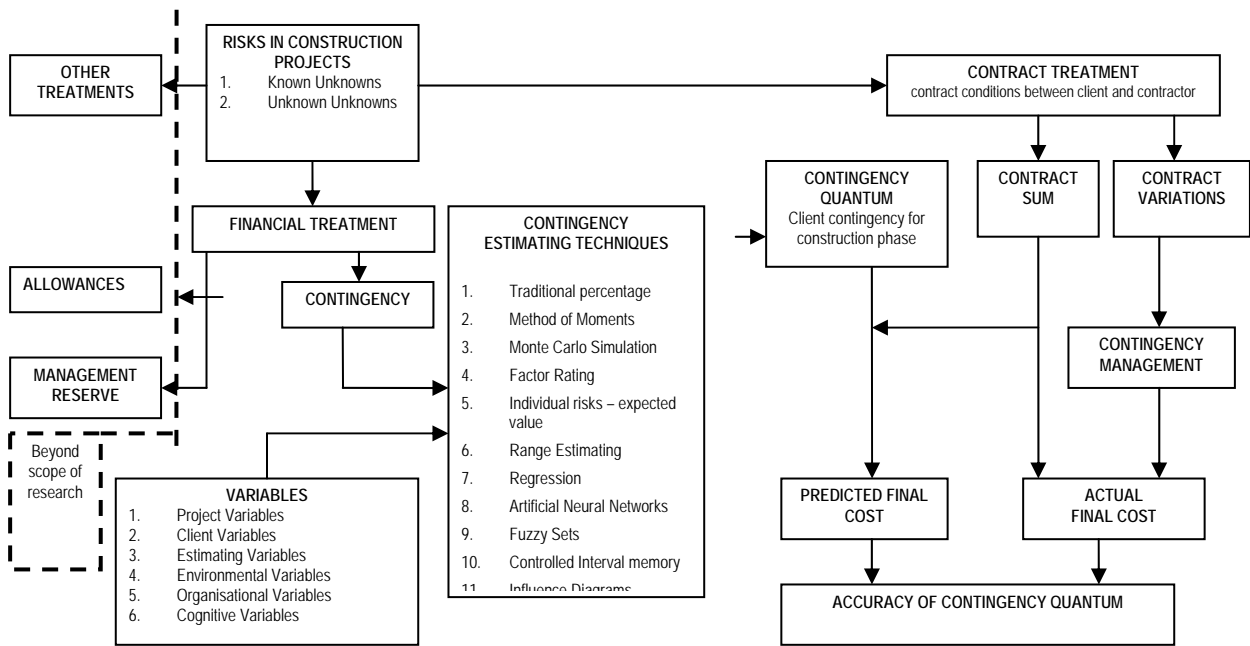 RISKS IN CONSTRUCTION
PROJECTS
1. Known Unknowns
2. Unknown Unknowns
OTHER
TREATMENTS
CONTRACT TREATMENT
contract conditions between client and contractor
CONTINGENCY
QUANTUM
Client contingency for
construction phase
CONTRACT
SUM
CONTRACT
VARIATIONS
FINANCIAL TREATMENT
ALLOWANCES
CONTINGENCY
MANAGEMENT
RESERVE
Beyond
scope of
research
VARIABLES
1. Project Variables
2. Client Variables
3. Estimating Variables
4. Environmental Variables
5. Organisational Variables
6. Cognitive Variables
CONTINGENCY
ESTIMATING TECHNIQUES
1. Traditional percentage
2. Method of Moments
3. Monte Carlo Simulation
4. Factor Rating
5. Individual risks – expected
value
6. Range Estimating
7. Regression
8. Artificial Neural Networks
9. Fuzzy Sets
10. Controlled Interval memory
11 Influence Diagrams
CONTINGENCY
MANAGEMENT
PREDICTED FINAL
COST
ACTUAL
FINAL COST
ACCURACY OF CONTINGENCY QUANTUM